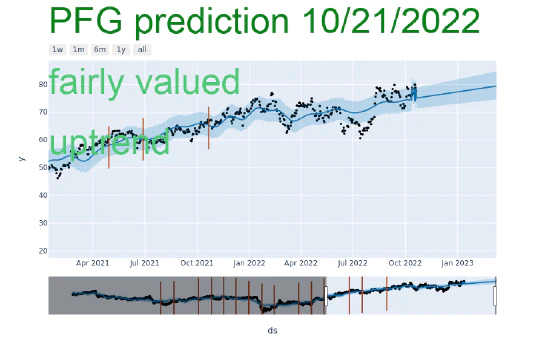 PFG prediction 10/21/2022
1w 1m 6m 1y all
fairly valued
uptrend
80
70
60
50
40
30
20
y
Apr 2021 Jul 2021 Oct 2021 Jan 2022 Apr 2022 Jul 2022 Oct 2022 Jan 2023
ds